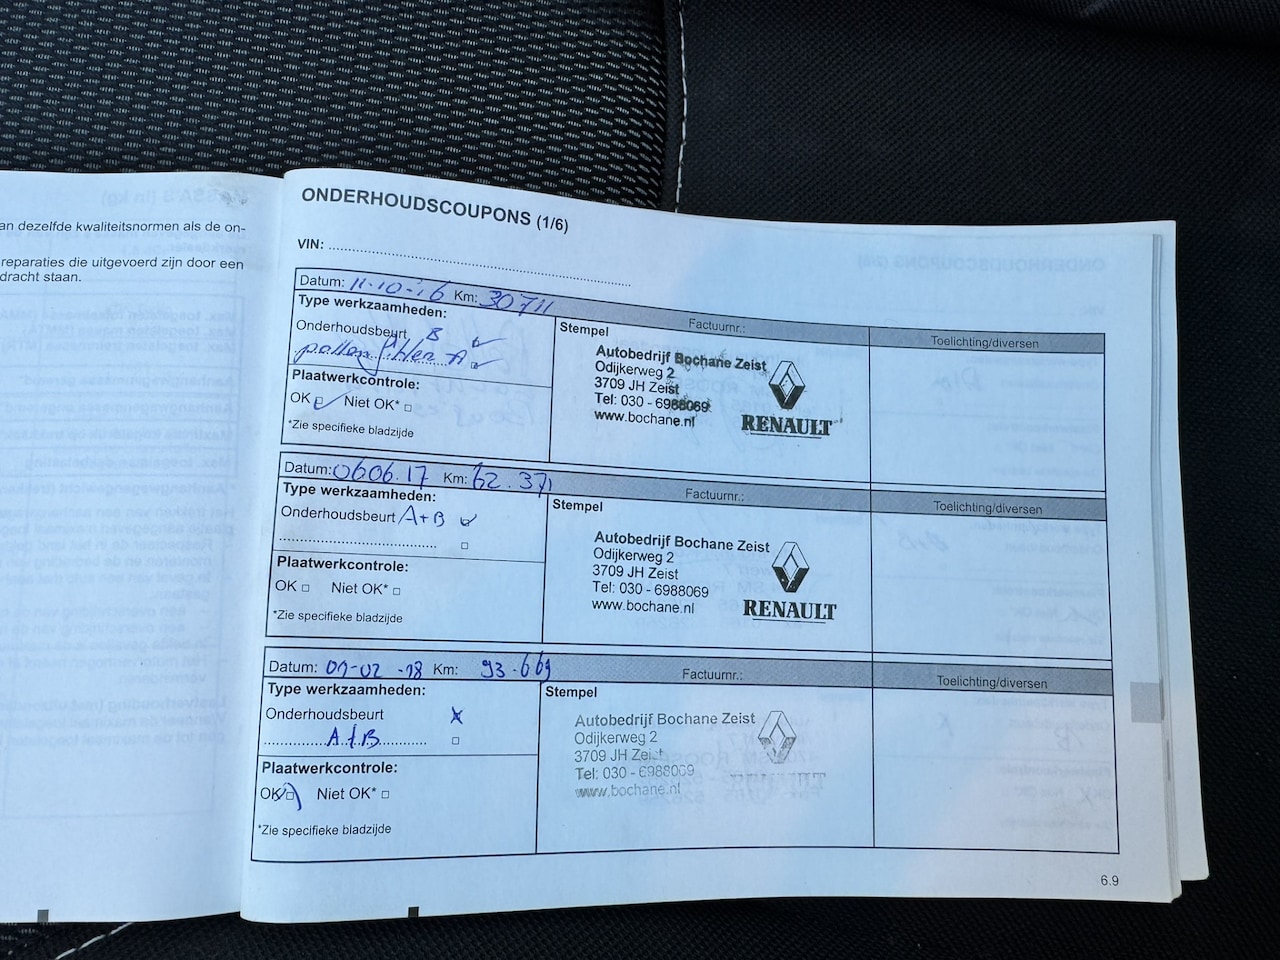 an dezelfde kwaliteitsnormen als de on-
reparaties die uitgevoerd zijn door een
dracht staan.
ONDERHOUDSCOUPONS (1/6)
VIN:
Datum: 11-10-16 Km: 30711 Factuurnr.: Toelichting/diversen
Type werkzaamheden:
Onderhoudsbeurt B
pollenfilter A
Plaatwerkcontrole:
OK Niet OK*
*Zie specifieke bladzijde
Stempel
Autobedrijf Bochane Zeist
Odijkerweg 2
3709 JH Zeist
Tel: 030 - 6988069
www.bochane.nl
RENAULT
Datum: 0606.17 Km: 62.371 Factuurnr.: Toelichting/diversen
Type werkzaamheden:
Onderhoudsbeurt A+B
Plaatwerkcontrole:
OK Niet OK*
*Zie specifieke bladzijde
Stempel
Autobedrijf Bochane Zeist
Odijkerweg 2
3709 JH Zeist
Tel: 030 - 6988069
www.bochane.nl
RENAULT
Datum: 01-02-18 Km: 93.669 Factuurnr.: Toelichting/diversen
Type werkzaamheden:
Onderhoudsbeurt
A+B
Plaatwerkcontrole:
OK Niet OK*
*Zie specifieke bladzijde
Stempel
Autobedrijf Bochane Zeist
Odijkerweg 2
3709 JH Zeist
Tel: 030 - 6988069
www.bochane.nl
RENAULT
6.9